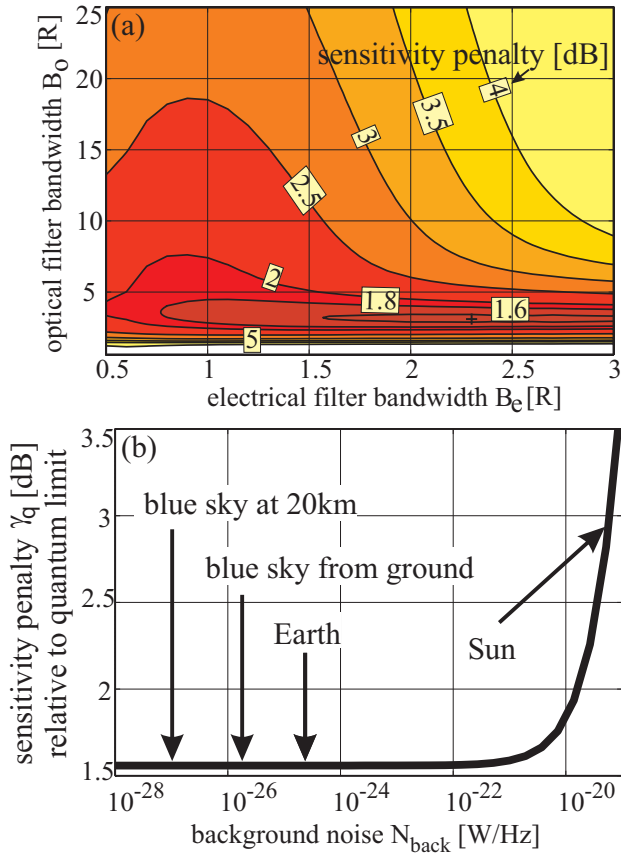 (a)
sensitivity penalty [dB]
optical filter bandwidth Bo [R]
25
20
15
10
5
4
3.5
3
2.5
2
1.8
1.6
5
0.5 1 1.5 2 2.5 3
electrical filter bandwidth Be [R]
(b)
sensitivity penalty γq [dB]
relative to quantum limit
3.5
3
2.5
2
1.5
blue sky at 20km
blue sky from ground
Earth
Sun
10-28 10-26 10-24 10-22 10-20
background noise Nback [W/Hz]